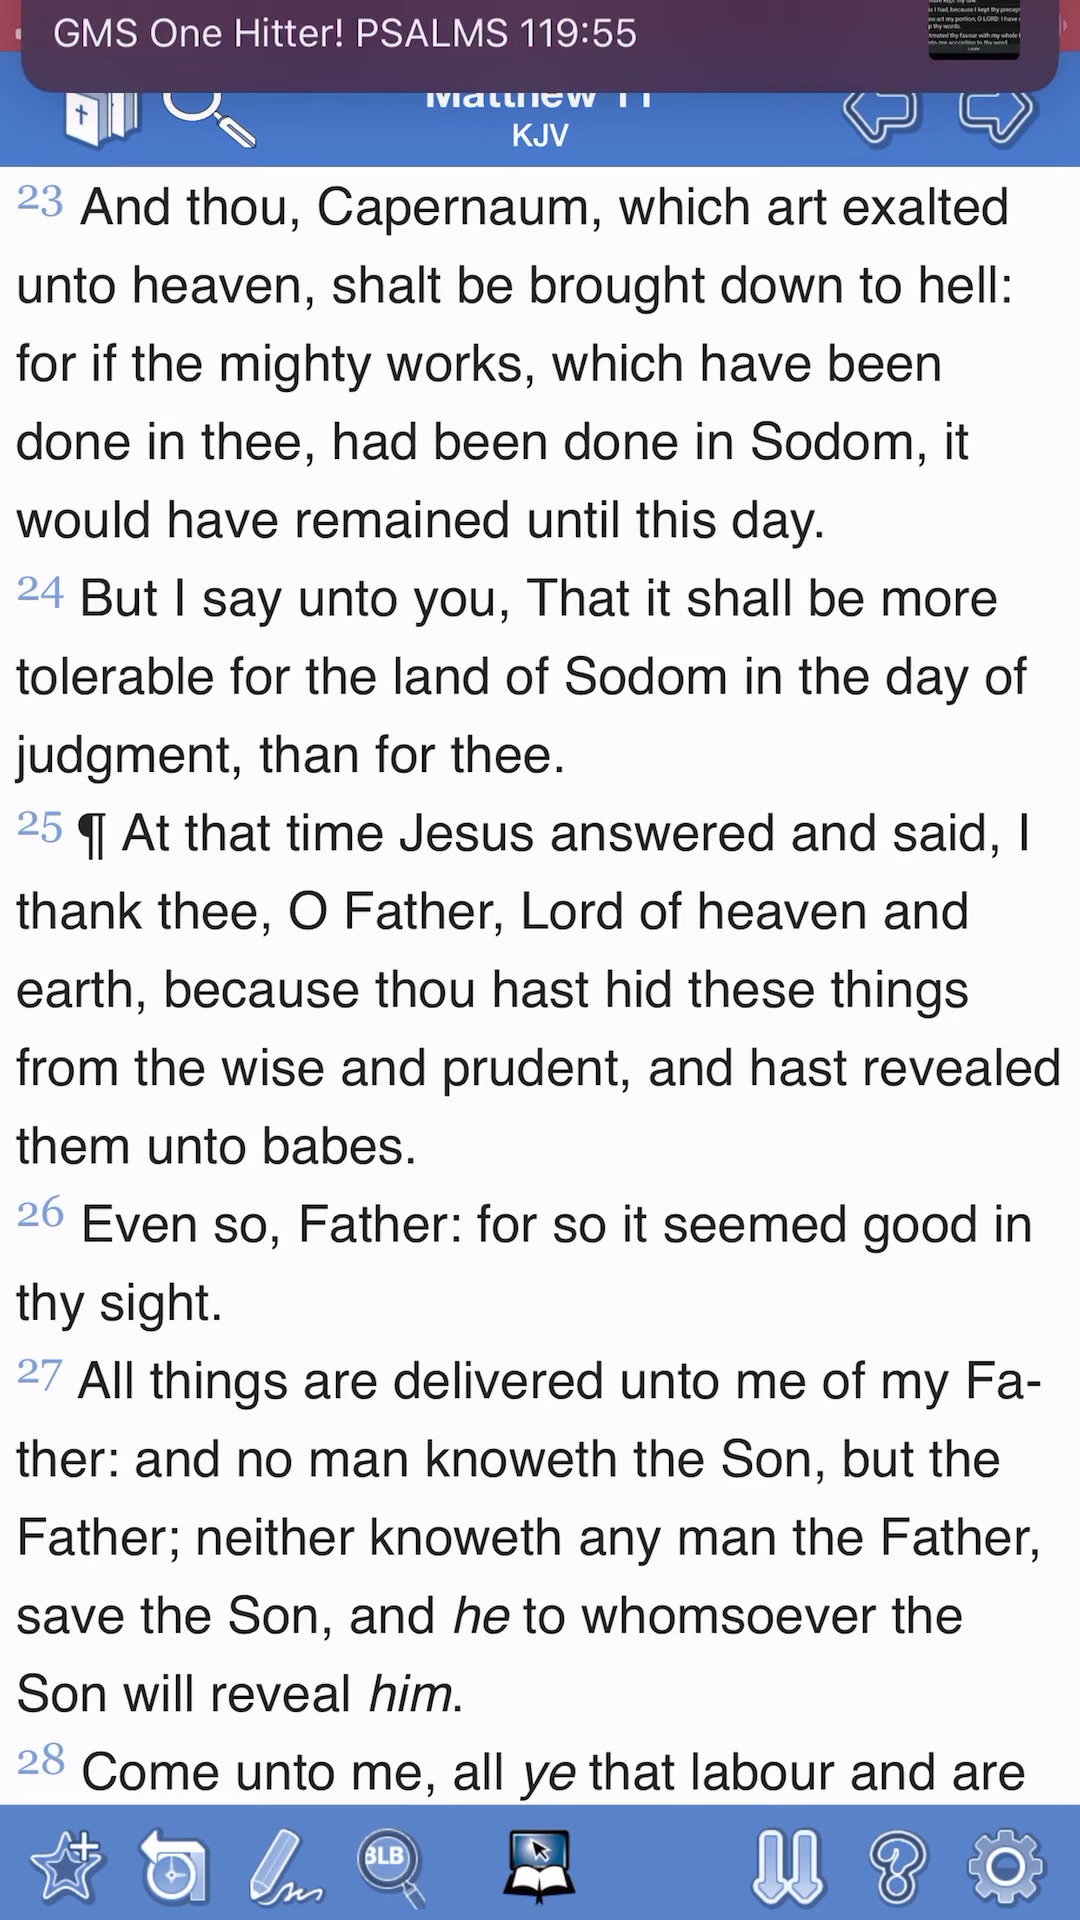 GMS One Hitter! PSALMS 119:55
Matthew 11
KJV
23 And thou, Capernaum, which art exalted
unto heaven, shalt be brought down to hell:
for if the mighty works, which have been
done in thee, had been done in Sodom, it
would have remained until this day.
24 But I say unto you, That it shall be more
tolerable for the land of Sodom in the day of
judgment, than for thee.
25 ¶ At that time Jesus answered and said, I
thank thee, O Father, Lord of heaven and
earth, because thou hast hid these things
from the wise and prudent, and hast revealed
them unto babes.
26 Even so, Father: for so it seemed good in
thy sight.
27 All things are delivered unto me of my Fa-
ther: and no man knoweth the Son, but the
Father; neither knoweth any man the Father,
save the Son, and he to whomsoever the
Son will reveal him.
28 Come unto me, all ye that labour and are
BLB